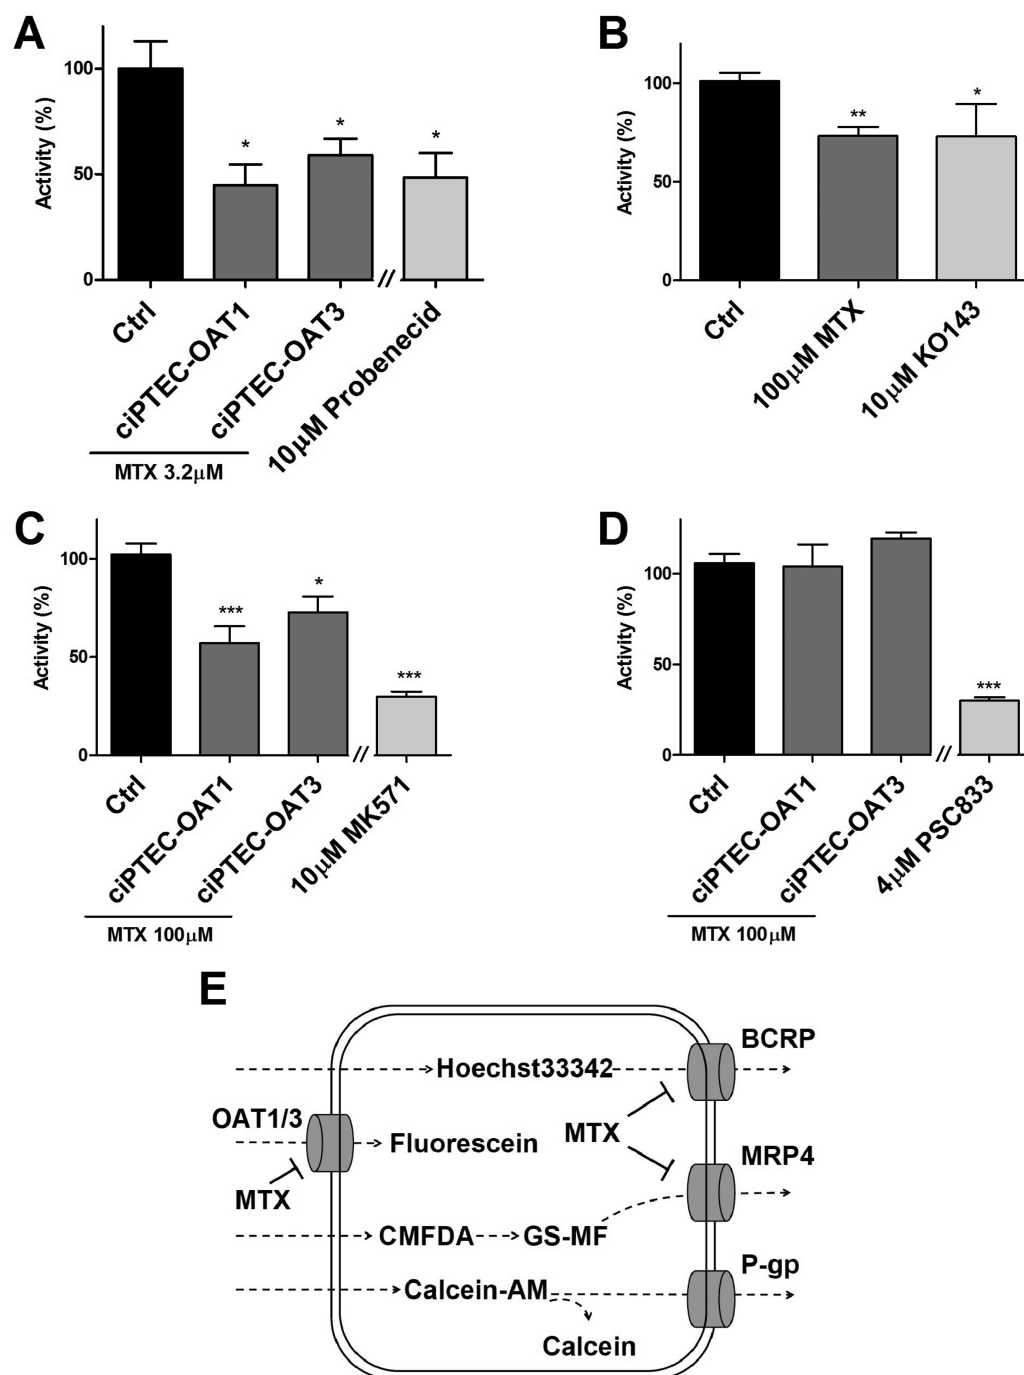 A
Activity (%)
100
50
0
*
*
*
Ctrl
ciPTEC-OAT1
ciPTEC-OAT3
10μM Probenecid
MTX 3.2μM
B
Activity (%)
100
50
0
**
*
Ctrl
100μM MTX
10μM KO143
C
Activity (%)
100
50
0
***
*
***
Ctrl
ciPTEC-OAT1
ciPTEC-OAT3
10μM MK571
MTX 100μM
D
Activity (%)
100
50
0
***
Ctrl
ciPTEC-OAT1
ciPTEC-OAT3
4μM PSC833
MTX 100μM
E
BCRP
Hoechst33342
OAT1/3
MTX
Fluorescein
MRP4
MTX
CMFDA
GS-MF
P-gp
Calcein-AM
Calcein